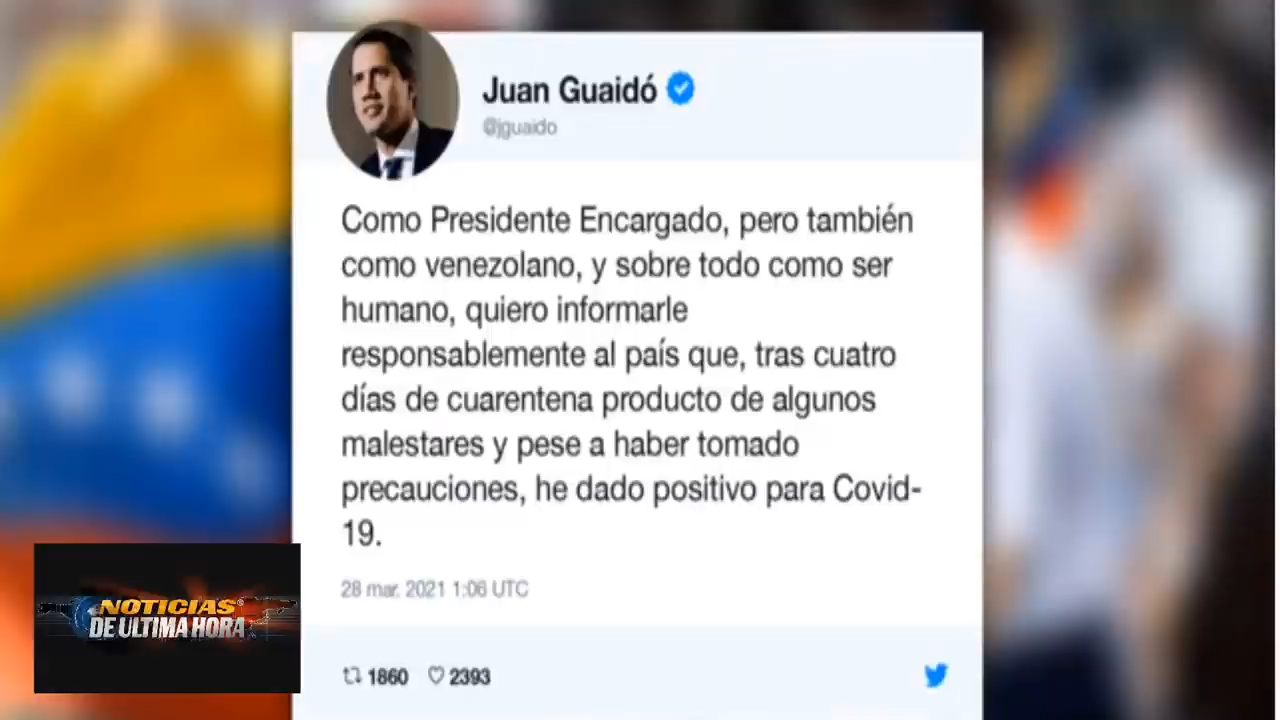 Juan Guaidó
@jguaido
Como Presidente Encargado, pero también
como venezolano, y sobre todo como ser
humano, quiero informarle
responsablemente al país que, tras cuatro
días de cuarentena producto de algunos
malestares y pese a haber tomado
precauciones, he dado positivo para Covid-
19.
28 mar. 2021 1:06 UTC
1860 2393
NOTICIAS
DE ULTIMA HORA